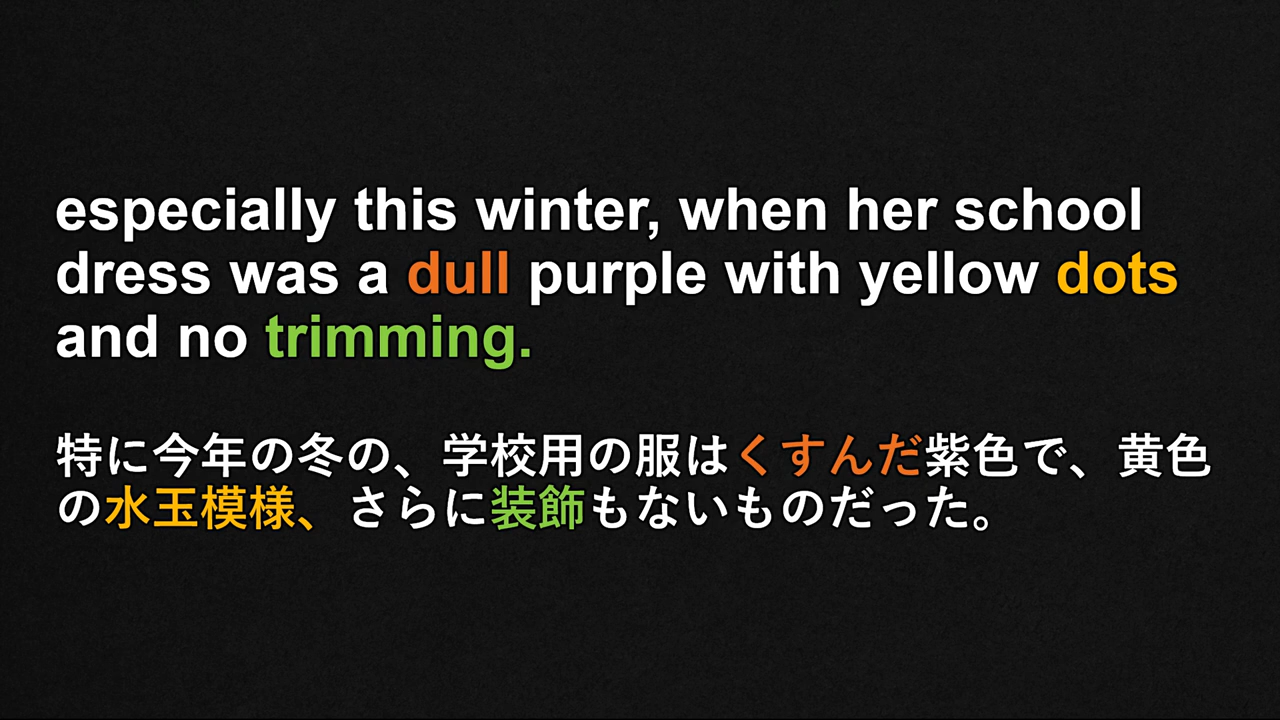 especially this winter, when her school
dress was a dull purple with yellow dots
and no trimming.
特に今年の冬の、学校用の服はくすんだ紫色で、黄色
の水玉模様、さらに装飾もないものだった。